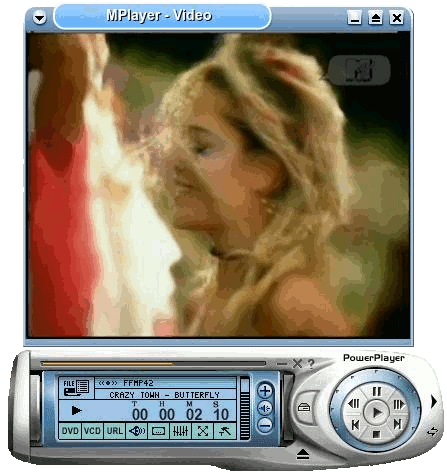 MPlayer - Video
PowerPlayer
FILE
FFMP42
CRAZY TOWN - BUTTERFLY
T H M S
00 00 02 10
DVD VCD URL